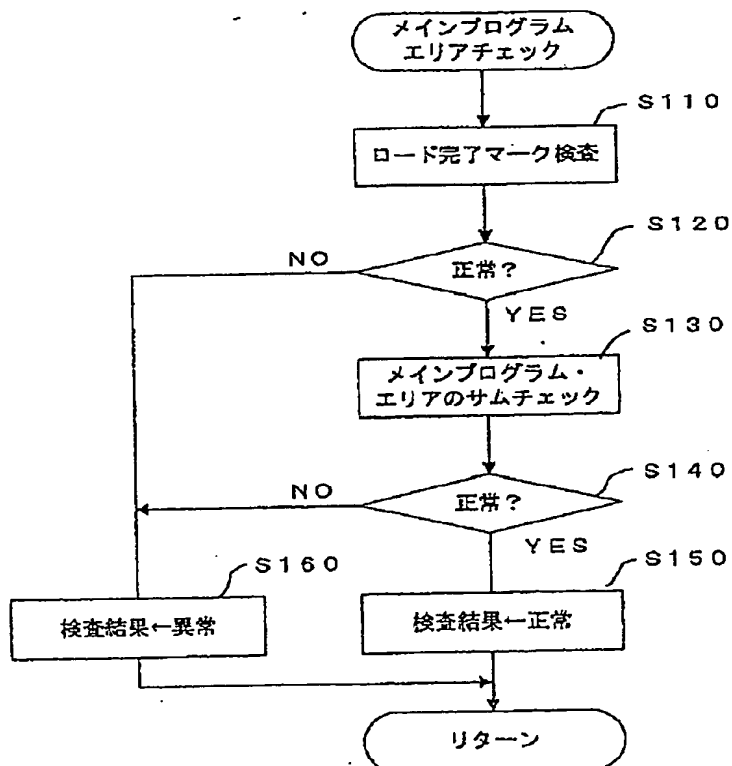 メインプログラム
エリアチェック
S110
ロード完了マーク検査
S120
正常?
NO
YES
S130
メインプログラム・
エリアのサムチェック
S140
正常?
NO
YES
S160
S150
検査結果←異常
検査結果←正常
リターン